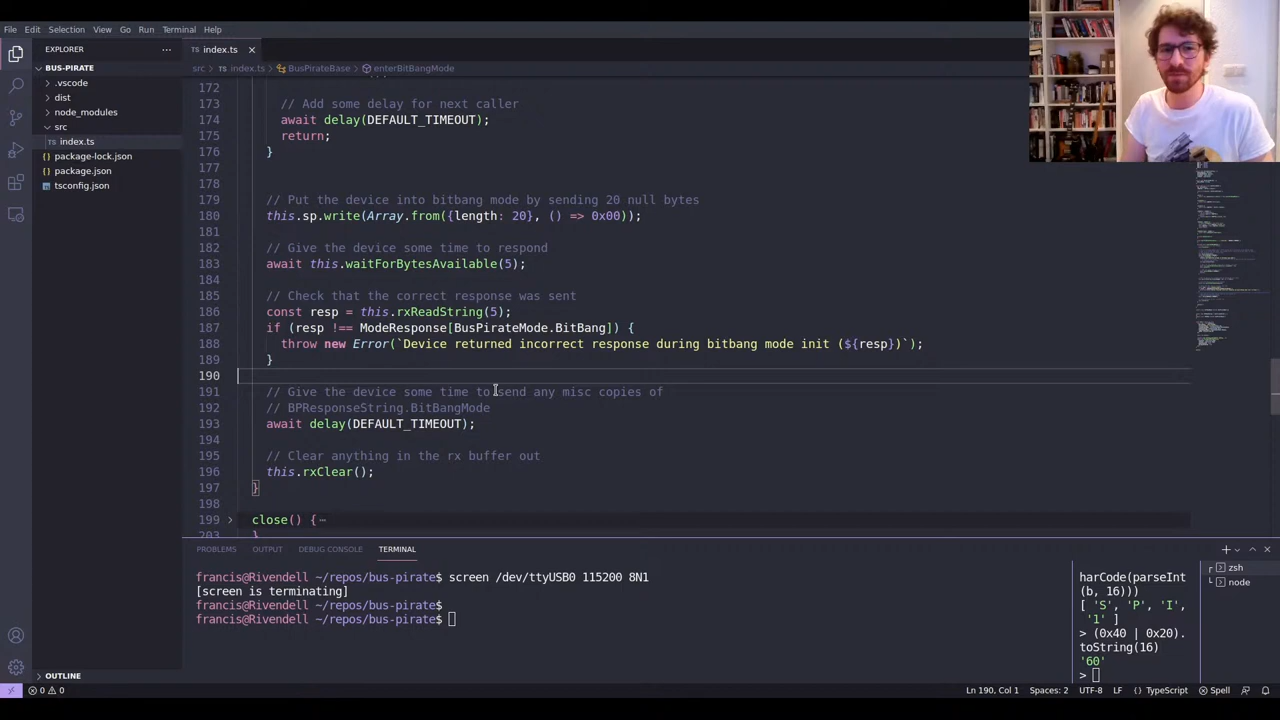 File Edit Selection View Go Run Terminal Help
EXPLORER ···
index.ts ×
BUS-PIRATE
src > index.ts > BusPirateBase > enterBitBangMode
.vscode
dist
node_modules
src
TS index.ts
package-lock.json
package.json
tsconfig.json
172
173 // Add some delay for next caller
174 await delay(DEFAULT_TIMEOUT);
175 return;
176 }
177
178
179 // Put the device into bitbang mode by sending 20 null bytes
180 this.sp.write(Array.from({length: 20}, () => 0x00));
181
182 // Give the device some time to respond
183 await this.waitForBytesAvailable(5);
184
185 // Check that the correct response was sent
186 const resp = this.rxReadString(5);
187 if (resp !== ModeResponse[BusPirateMode.BitBang]) {
188 throw new Error(`Device returned incorrect response during bitbang mode init (${resp})`);
189 }
190
191 // Give the device some time to send any misc copies of
192 // BPResponseString.BitBangMode
193 await delay(DEFAULT_TIMEOUT);
194
195 // Clear anything in the rx buffer out
196 this.rxClear();
197 }
198
199 > close() { ···
203 }
PROBLEMS OUTPUT DEBUG CONSOLE TERMINAL
francis@Rivendell ~/repos/bus-pirate$ screen /dev/ttyUSB0 115200 8N1
[screen is terminating]
francis@Rivendell ~/repos/bus-pirate$
francis@Rivendell ~/repos/bus-pirate$
harCode(parseInt
(b, 16)))
[ 'S', 'P', 'I',
'1' ]
> (0x40 | 0x20).
toString(16)
'60'
>
zsh
node
OUTLINE
0 0
Ln 190, Col 1 Spaces: 2 UTF-8 LF {} TypeScript Spell